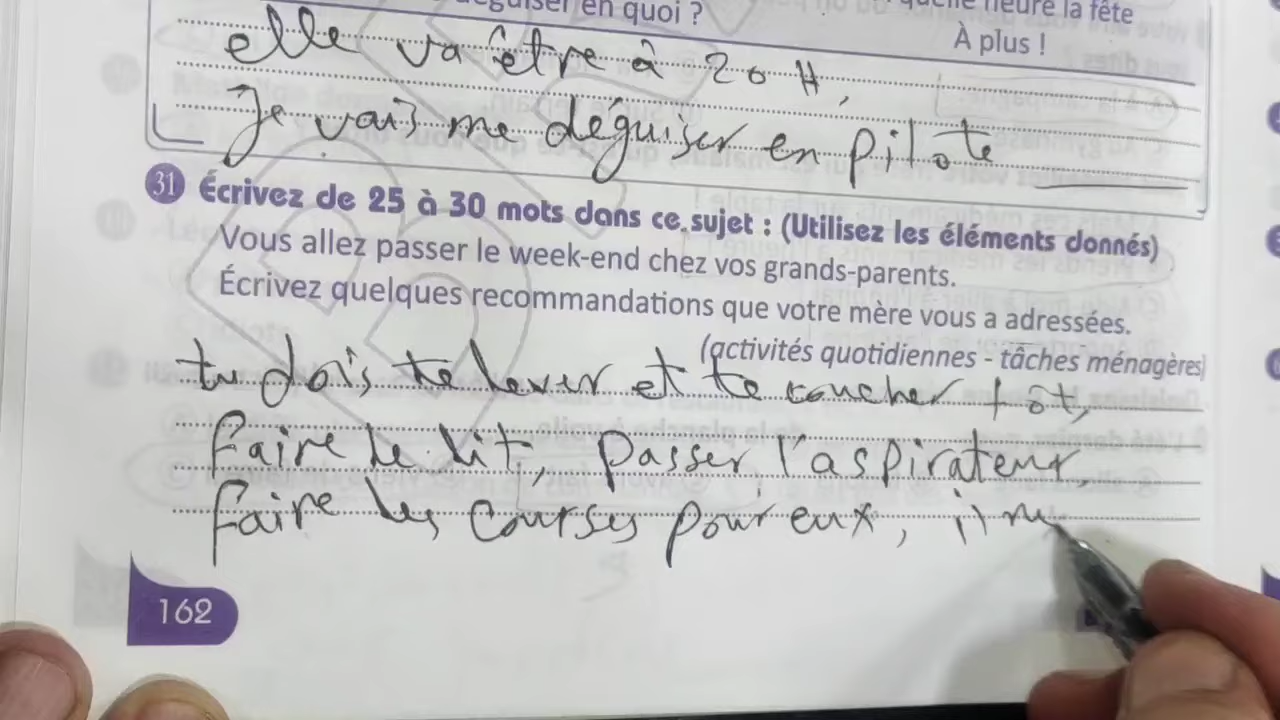 déguiser en quoi ?
quelle heure la fête
À plus !
elle va être à 20 H,
Je vais me déguiser en pilote
31 Écrivez de 25 à 30 mots dans ce sujet : (Utilisez les éléments donnés)
Vous allez passer le week-end chez vos grands-parents.
Écrivez quelques recommandations que votre mère vous a adressées.
(activités quotidiennes - tâches ménagères)
tu dois te lever et te coucher tôt,
Faire le lit, Passer l'aspirateur,
Faire les courses pour eux, il
162